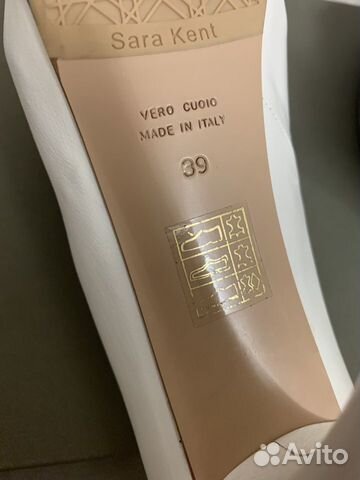 Sara Kent
VERO CUOIO
MADE IN ITALY
39
Avito